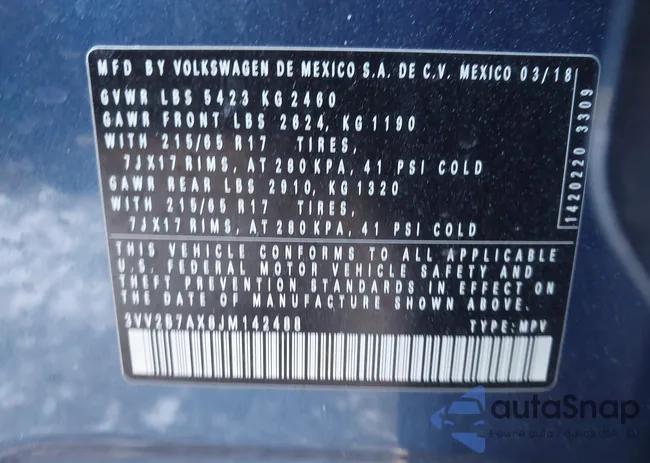 MFD BY VOLKSWAGEN DE MEXICO S.A. DE C.V. MEXICO 03/18
GVWR LBS 5423 KG 2460
GAWR FRONT LBS 2624, KG 1190
WITH 215/65 R17 TIRES,
7JX17 RIMS, AT 280 KPA, 41 PSI COLD
GAWR REAR LBS 2910, KG 1320
WITH 215/65 R17 TIRES,
7JX17 RIMS, AT 280 KPA, 41 PSI COLD
THIS VEHICLE CONFORMS TO ALL APPLICABLE
U.S. FEDERAL MOTOR VEHICLE SAFETY AND
THEFT PREVENTION STANDARDS IN EFFECT ON
THE DATE OF MANUFACTURE SHOWN ABOVE.
TYPE: MPV
1420220 3309
autoSnap